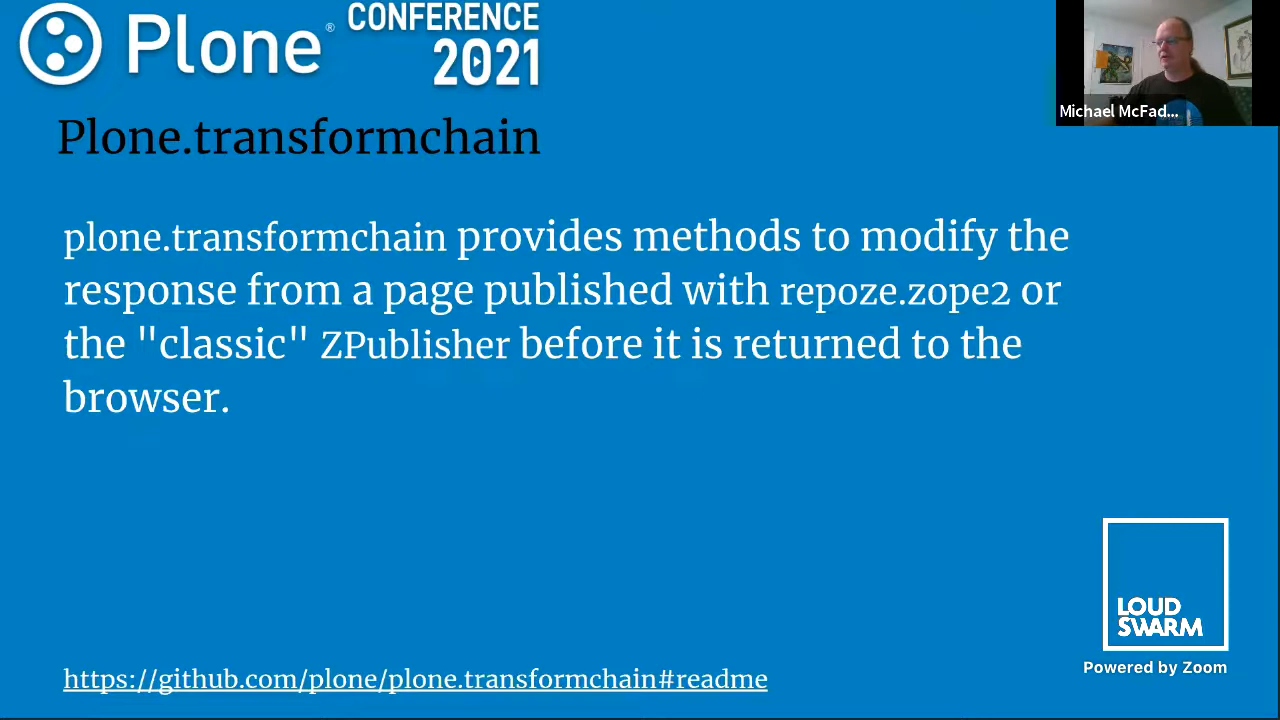 Plone® CONFERENCE
2021
Michael McFad...
Plone.transformchain
plone.transformchain provides methods to modify the
response from a page published with repoze.zope2 or
the "classic" ZPublisher before it is returned to the
browser.
LOUD
SWARM
Powered by Zoom
https://github.com/plone/plone.transformchain#readme